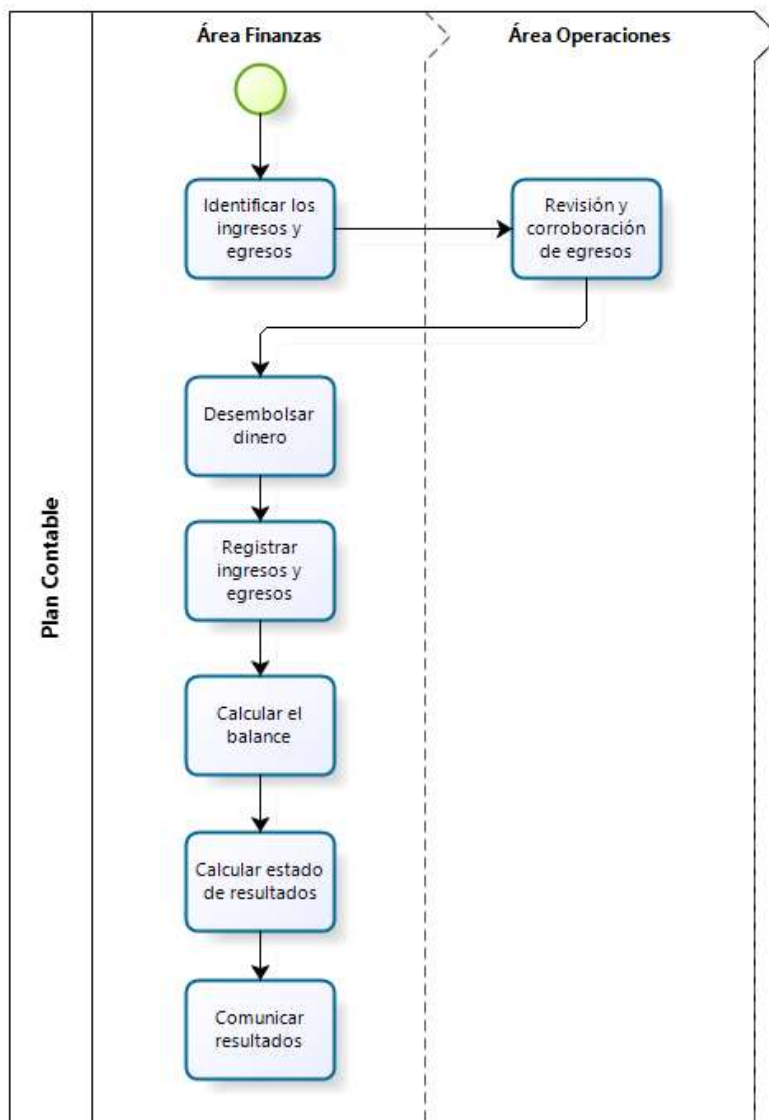 Área Finanzas
Área Operaciones
Plan Contable
Identificar los
ingresos y
egresos
Revisión y
corroboración
de egresos
Desembolsar
dinero
Registrar
ingresos y
egresos
Calcular el
balance
Calcular estado
de resultados
Comunicar
resultados